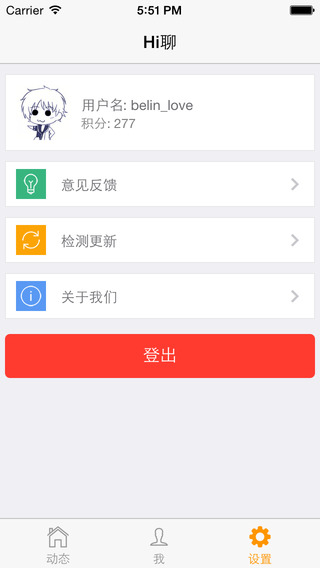 Carrier 5:51 PM
Hi聊
用户名: belin_love
积分: 277
意见反馈
检测更新
关于我们
登出
动态 我 设置